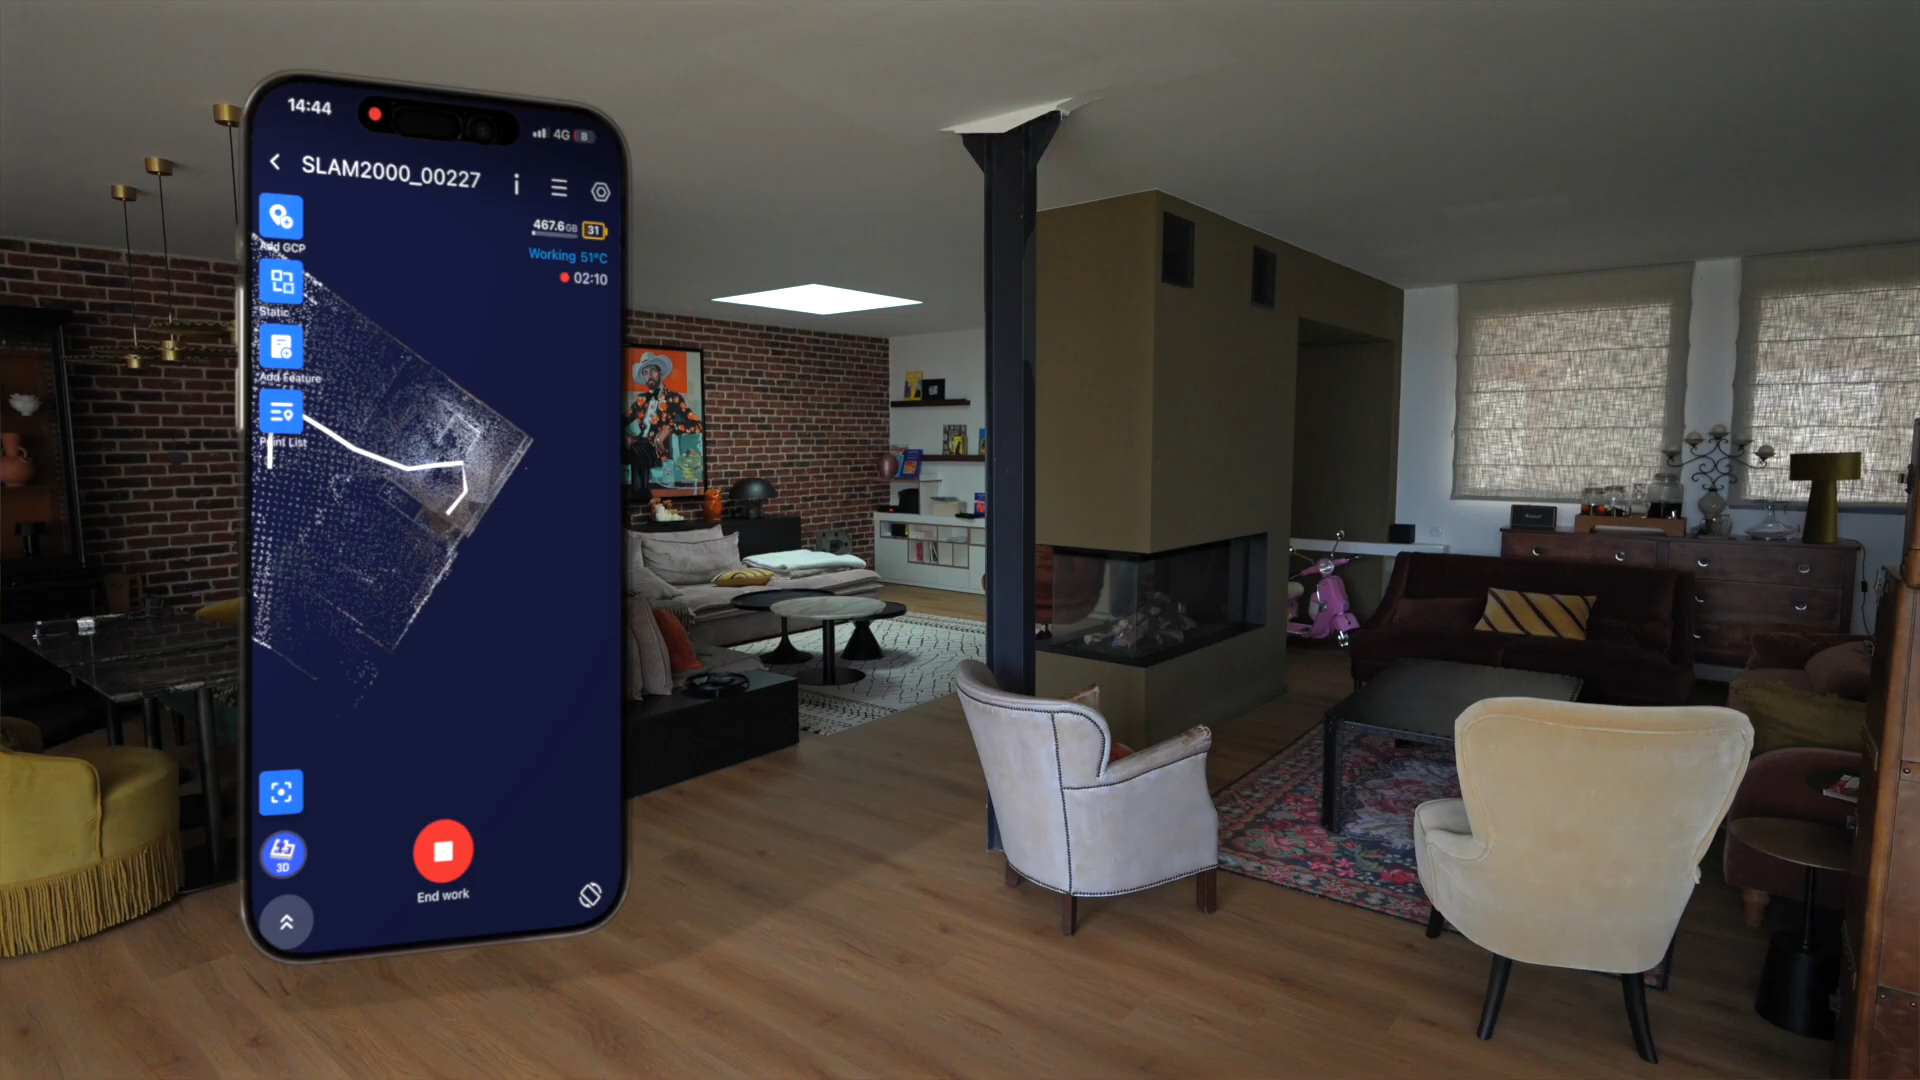 14:44
4G 8
SLAM2000_00227
467.6GB 31
Working 51°C
02:10
Add GCP
Static
Add Feature
Point List
3D
End work